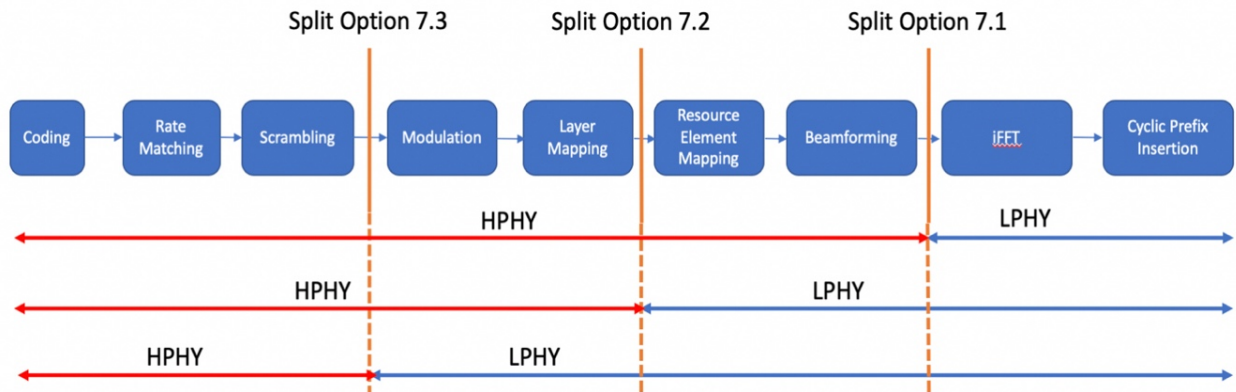 Split Option 7.3
Split Option 7.2
Split Option 7.1
Coding
Rate
Matching
Scrambling
Modulation
Layer
Mapping
Resource
Element
Mapping
Beamforming
iFFT
Cyclic Prefix
Insertion
HPHY
LPHY
HPHY
LPHY
HPHY
LPHY